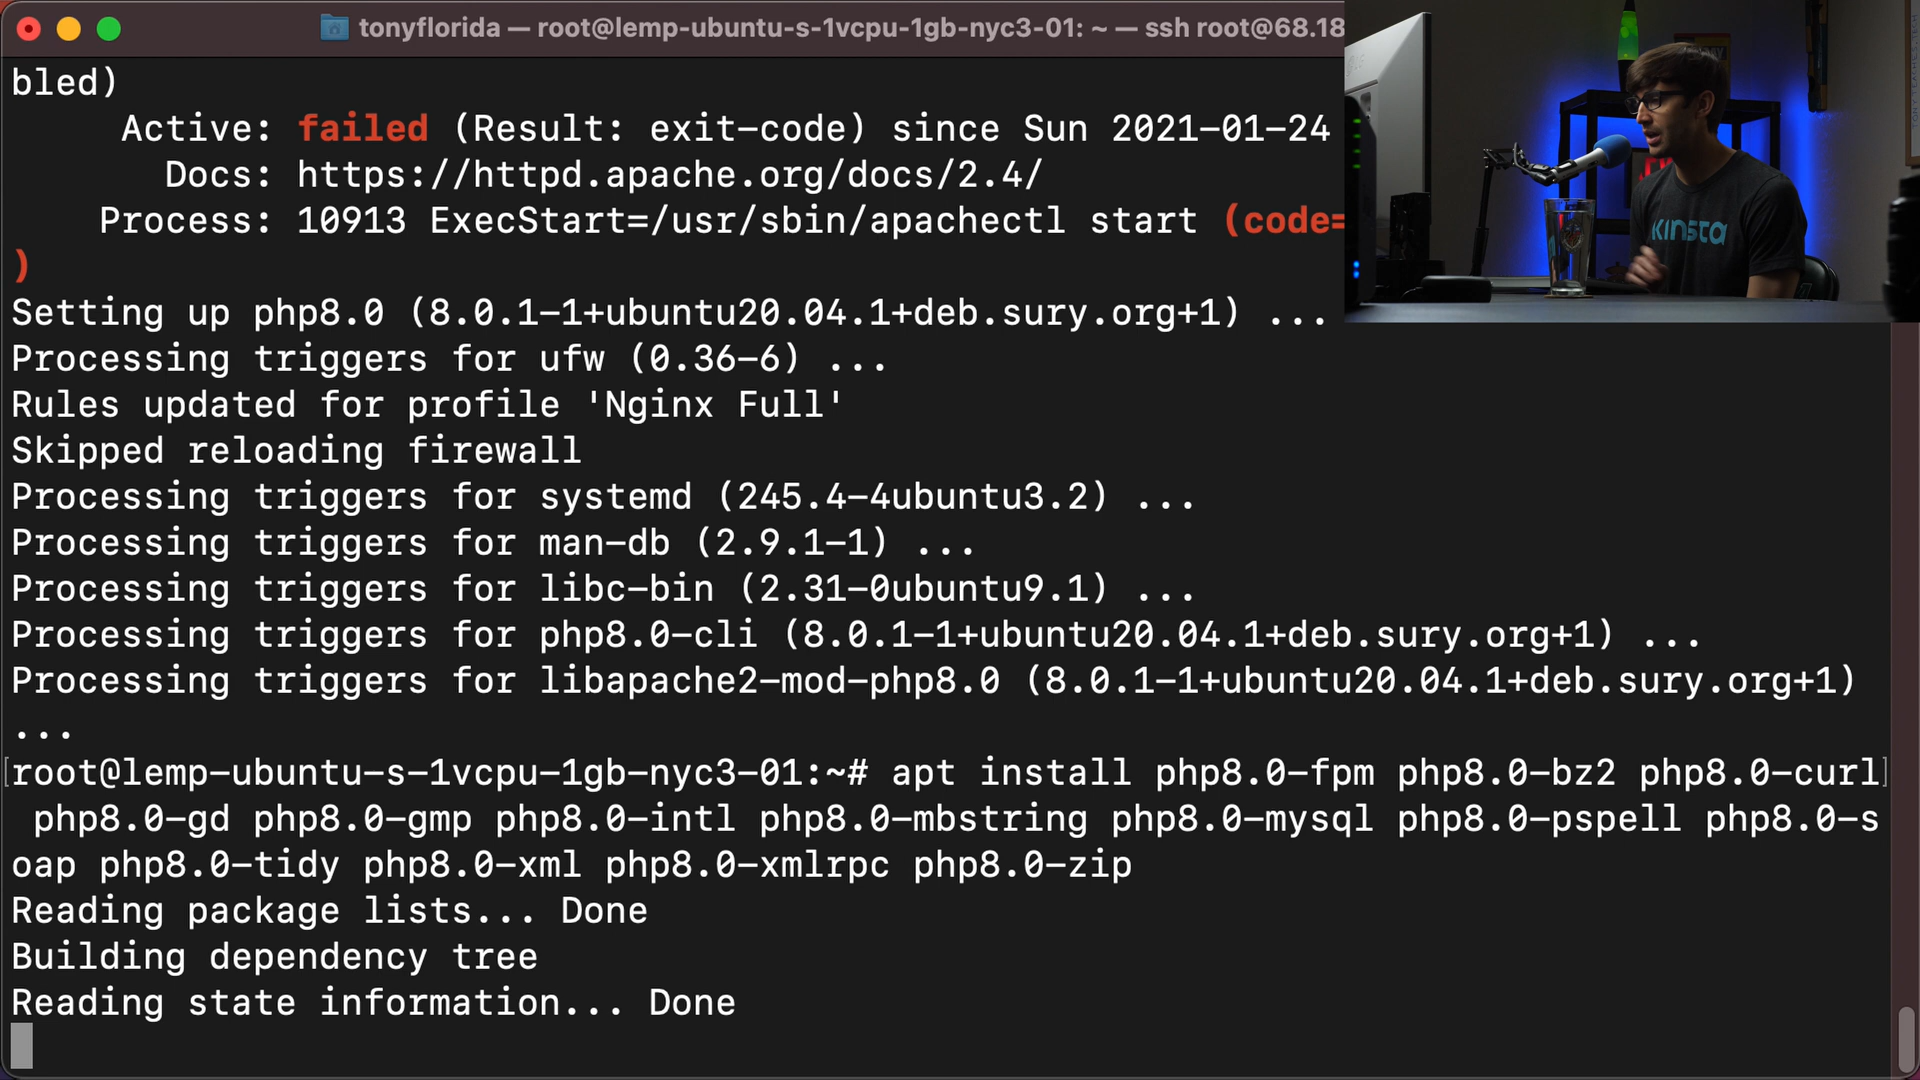 tonyflorida — root@lemp-ubuntu-s-1vcpu-1gb-nyc3-01: ~ — ssh root@68.18
bled)
Active: failed (Result: exit-code) since Sun 2021-01-24
Docs: https://httpd.apache.org/docs/2.4/
Process: 10913 ExecStart=/usr/sbin/apachectl start (code=
)
KINSTA
Setting up php8.0 (8.0.1-1+ubuntu20.04.1+deb.sury.org+1) ...
Processing triggers for ufw (0.36-6) ...
Rules updated for profile 'Nginx Full'
Skipped reloading firewall
Processing triggers for systemd (245.4-4ubuntu3.2) ...
Processing triggers for man-db (2.9.1-1) ...
Processing triggers for libc-bin (2.31-0ubuntu9.1) ...
Processing triggers for php8.0-cli (8.0.1-1+ubuntu20.04.1+deb.sury.org+1) ...
Processing triggers for libapache2-mod-php8.0 (8.0.1-1+ubuntu20.04.1+deb.sury.org+1)
...
[root@lemp-ubuntu-s-1vcpu-1gb-nyc3-01:~# apt install php8.0-fpm php8.0-bz2 php8.0-curl]
php8.0-gd php8.0-gmp php8.0-intl php8.0-mbstring php8.0-mysql php8.0-pspell php8.0-s
oap php8.0-tidy php8.0-xml php8.0-xmlrpc php8.0-zip
Reading package lists... Done
Building dependency tree
Reading state information... Done